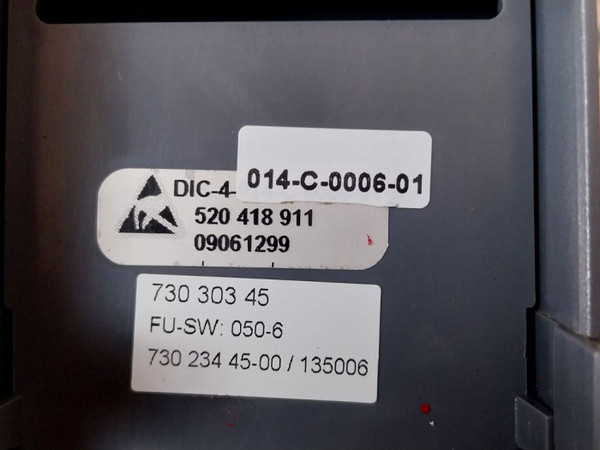 DIC-4-
014-C-0006-01
520 418 911
09061299
730 303 45
FU-SW: 050-6
730 234 45-00 / 135006